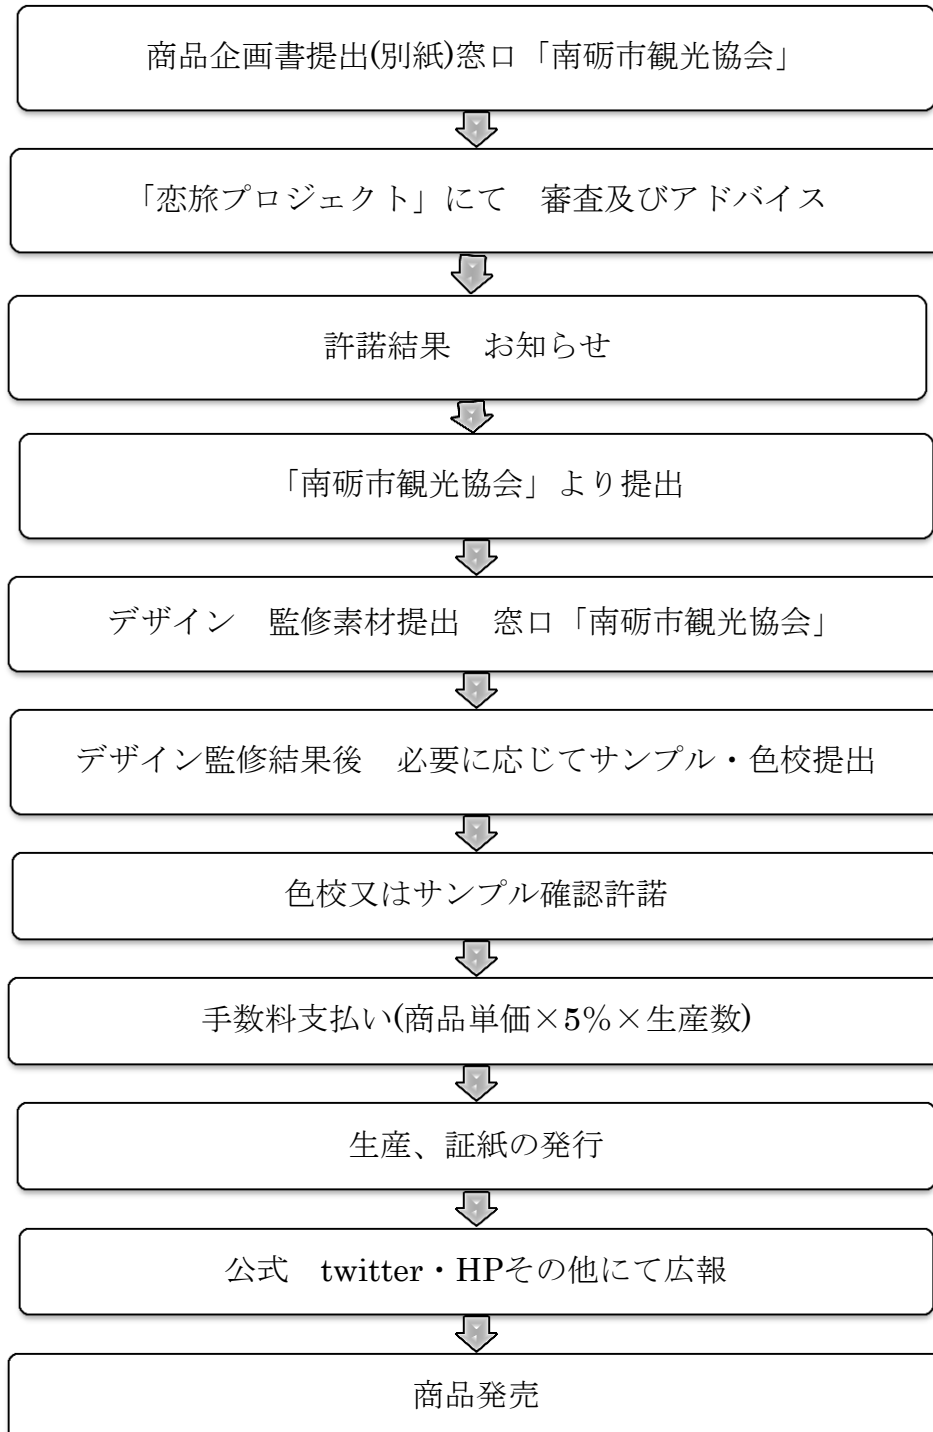 商品企画書提出(別紙)窓口「南砺市観光協会」
「恋旅プロジェクト」にて　審査及びアドバイス
許諾結果　お知らせ
「南砺市観光協会」より提出
デザイン　監修素材提出　窓口「南砺市観光協会」
デザイン監修結果後　必要に応じてサンプル・色校提出
色校又はサンプル確認許諾
手数料支払い(商品単価×5％×生産数)
生産、証紙の発行
公式　twitter・HPその他にて広報
商品発売